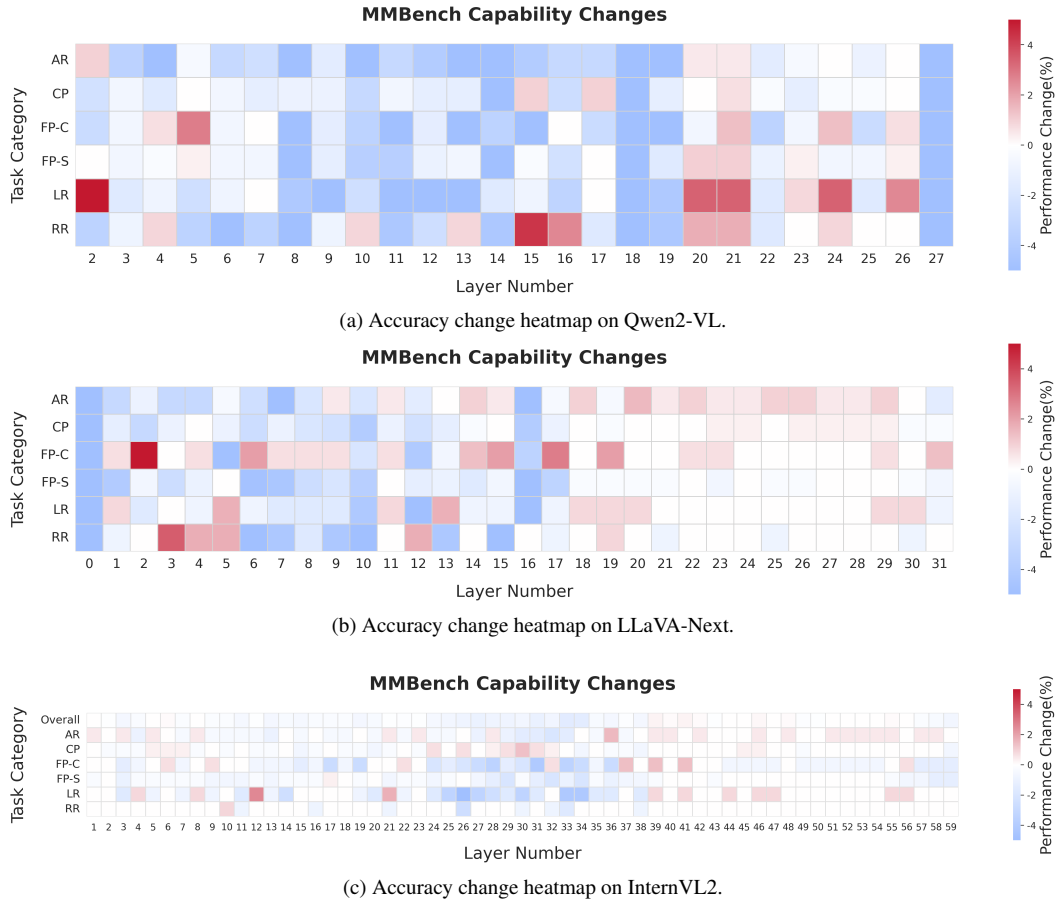 MMBench Capability Changes
Task Category
AR
CP
FP-C
FP-S
LR
RR
2 3 4 5 6 7 8 9 10 11 12 13 14 15 16 17 18 19 20 21 22 23 24 25 26 27
Layer Number
4
2
0
-2
-4
Performance Change(%)
(a) Accuracy change heatmap on Qwen2-VL.
MMBench Capability Changes
Task Category
AR
CP
FP-C
FP-S
LR
RR
0 1 2 3 4 5 6 7 8 9 10 11 12 13 14 15 16 17 18 19 20 21 22 23 24 25 26 27 28 29 30 31
Layer Number
4
2
0
-2
-4
Performance Change(%)
(b) Accuracy change heatmap on LLaVA-Next.
MMBench Capability Changes
Task Category
Overall
AR
CP
FP-C
FP-S
LR
RR
1 2 3 4 5 6 7 8 9 10 11 12 13 14 15 16 17 18 19 20 21 22 23 24 25 26 27 28 29 30 31 32 33 34 35 36 37 38 39 40 41 42 43 44 45 46 47 48 49 50 51 52 53 54 55 56 57 58 59
Layer Number
4
2
0
-2
-4
Performance Change(%)
(c) Accuracy change heatmap on InternVL2.